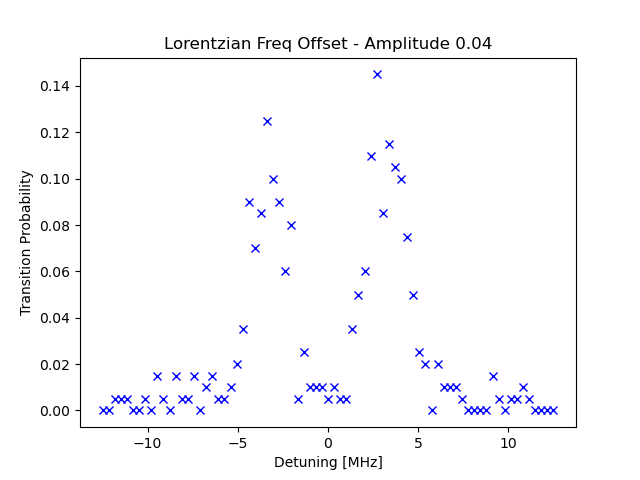 Lorentzian Freq Offset - Amplitude 0.04
0.14
0.12
0.10
0.08
0.06
0.04
0.02
0.00
Transition Probability
−10 −5 0 5 10
Detuning [MHz]